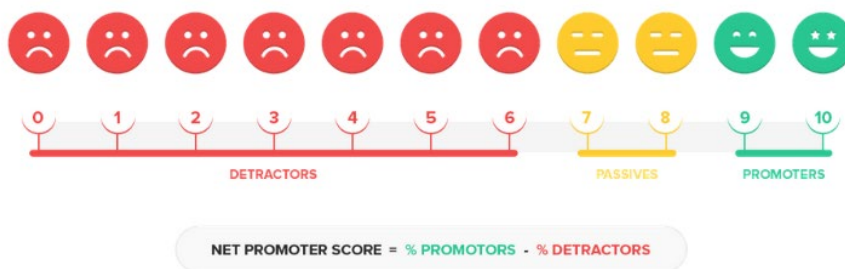 0 1 2 3 4 5 6 7 8 9 10
DETRACTORS PASSIVES PROMOTERS
NET PROMOTER SCORE = % PROMOTORS - % DETRACTORS